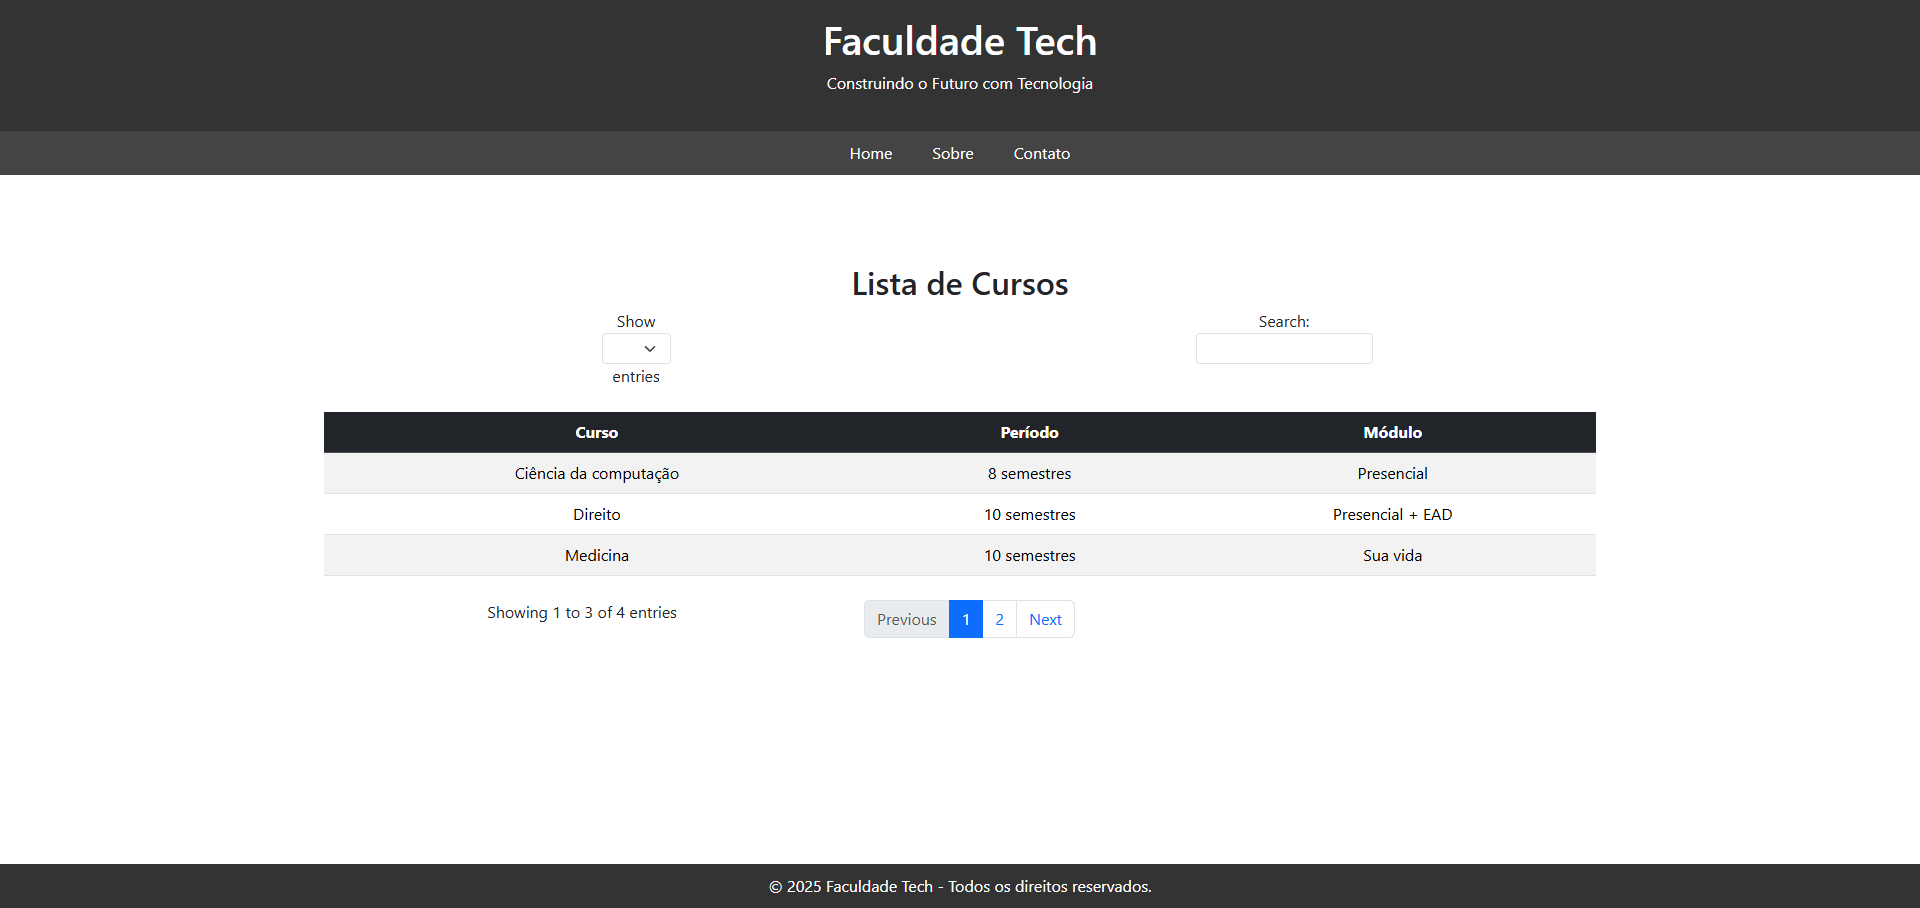 Faculdade Tech
Construindo o Futuro com Tecnologia
Home Sobre Contato
Lista de Cursos
Show
entries
Search:
Curso Período Módulo
Ciência da computação 8 semestres Presencial
Direito 10 semestres Presencial + EAD
Medicina 10 semestres Sua vida
Showing 1 to 3 of 4 entries
Previous 1 2 Next
© 2025 Faculdade Tech - Todos os direitos reservados.